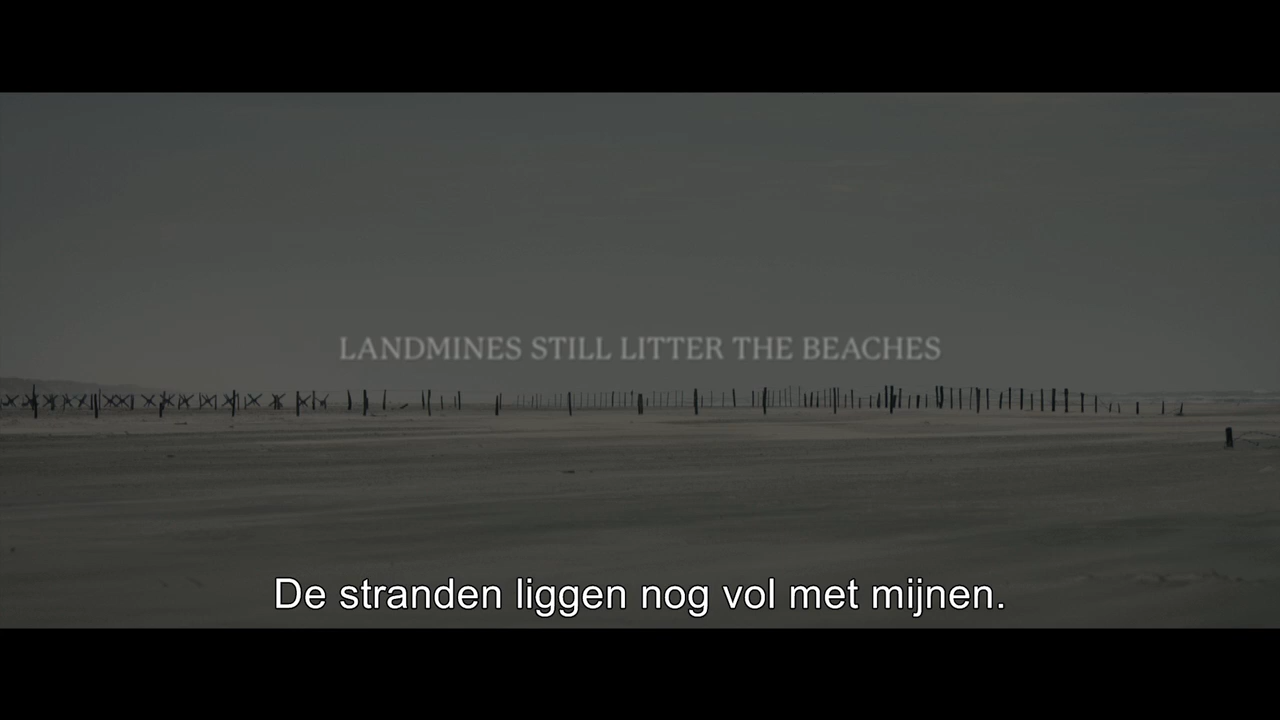 LANDMINES STILL LITTER THE BEACHES
De stranden liggen nog vol met mijnen.